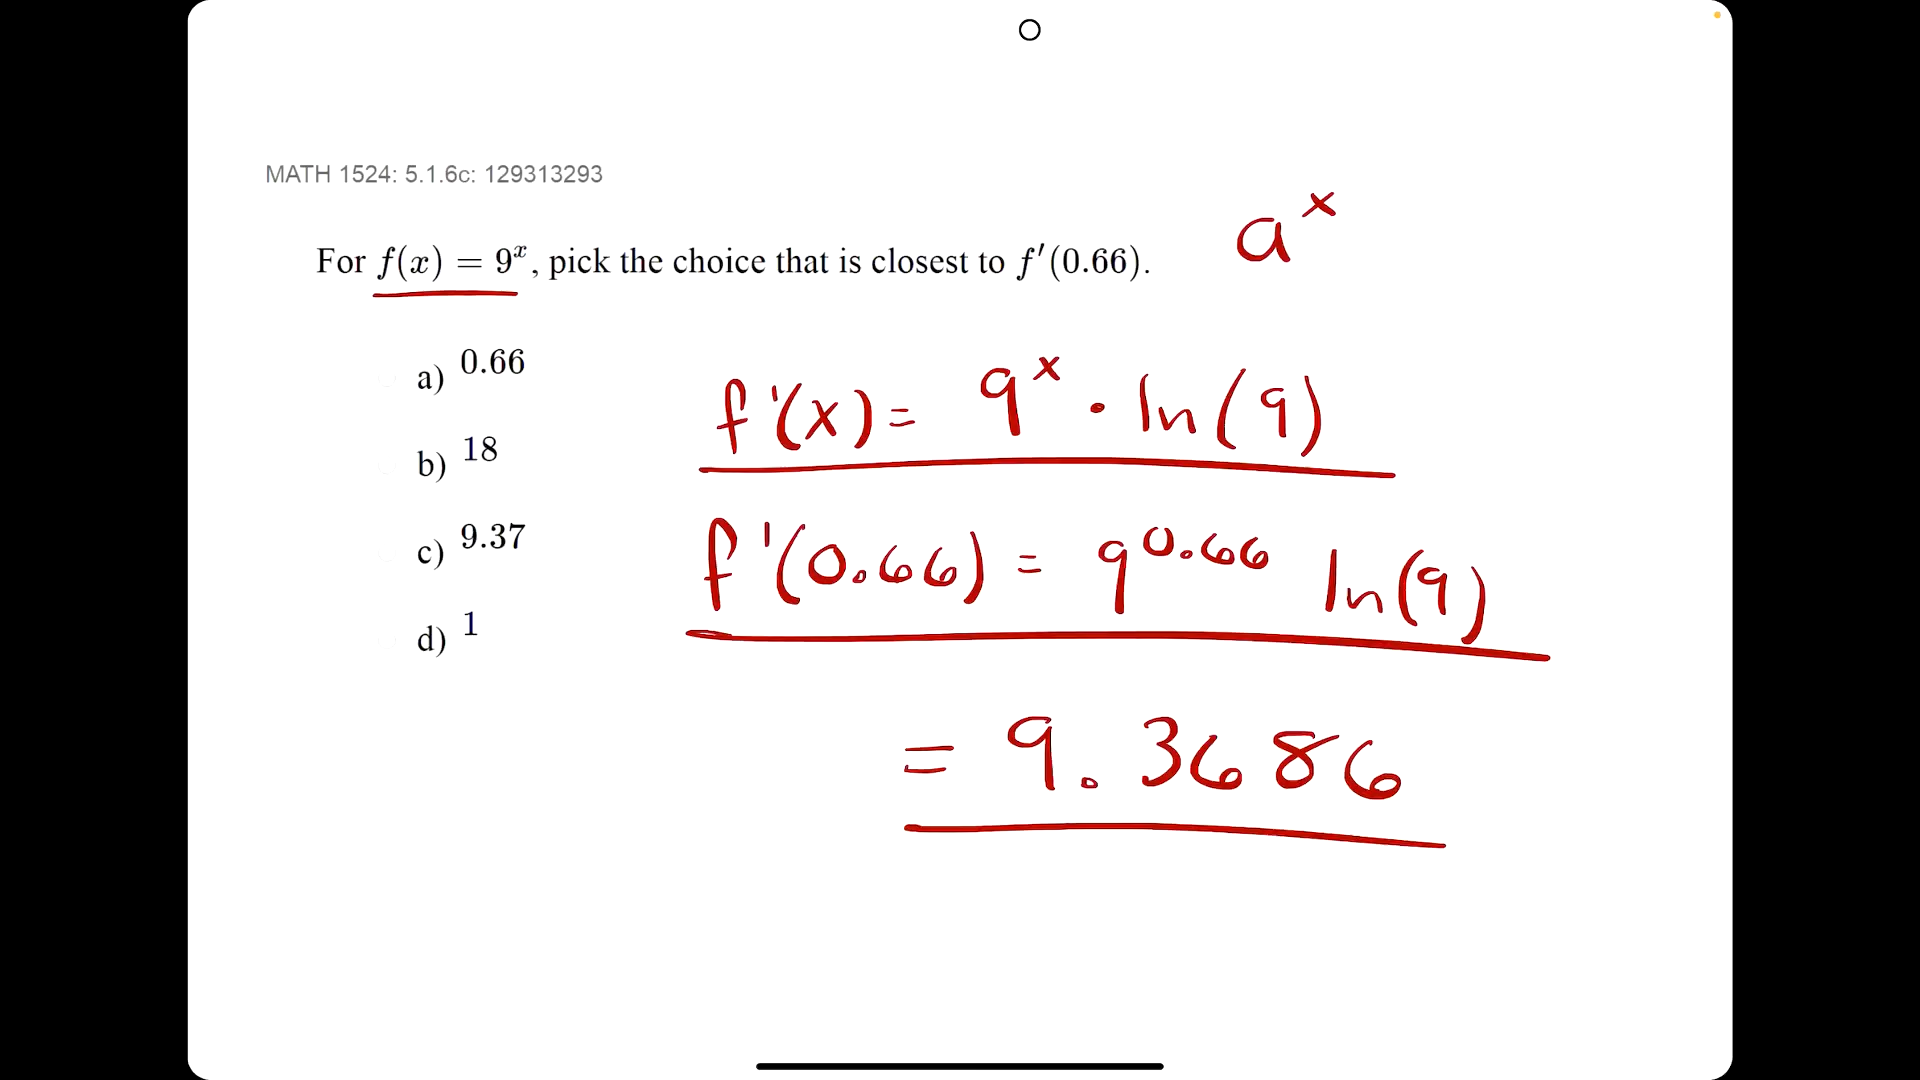 MATH 1524: 5.1.6c: 129313293
a^x
For f(x) = 9^x, pick the choice that is closest to f′(0.66).
a) 0.66
b) 18
c) 9.37
d) 1
f'(x) = 9^x · ln(9)
f'(0.66) = 9^0.66 ln(9)
= 9.3686